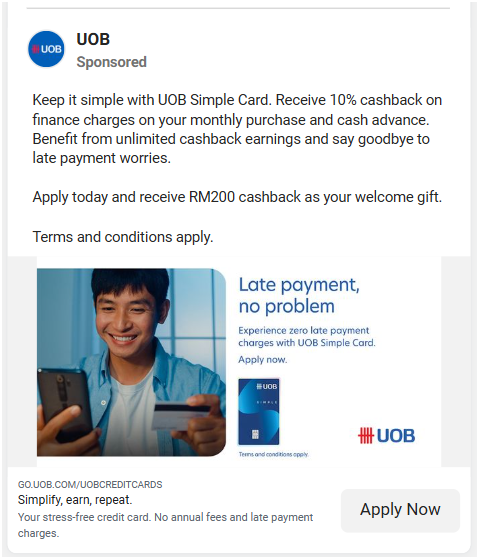 UOB
UOB
Sponsored
Keep it simple with UOB Simple Card. Receive 10% cashback on
finance charges on your monthly purchase and cash advance.
Benefit from unlimited cashback earnings and say goodbye to
late payment worries.
Apply today and receive RM200 cashback as your welcome gift.
Terms and conditions apply.
Late payment,
no problem
Experience zero late payment
charges with UOB Simple Card.
Apply now.
UOB
SIMPLE
UOB
Terms and conditions apply.
GO.UOB.COM/UOBCREDITCARDS
Simplify, earn, repeat.
Your stress-free credit card. No annual fees and late payment
charges.
Apply Now